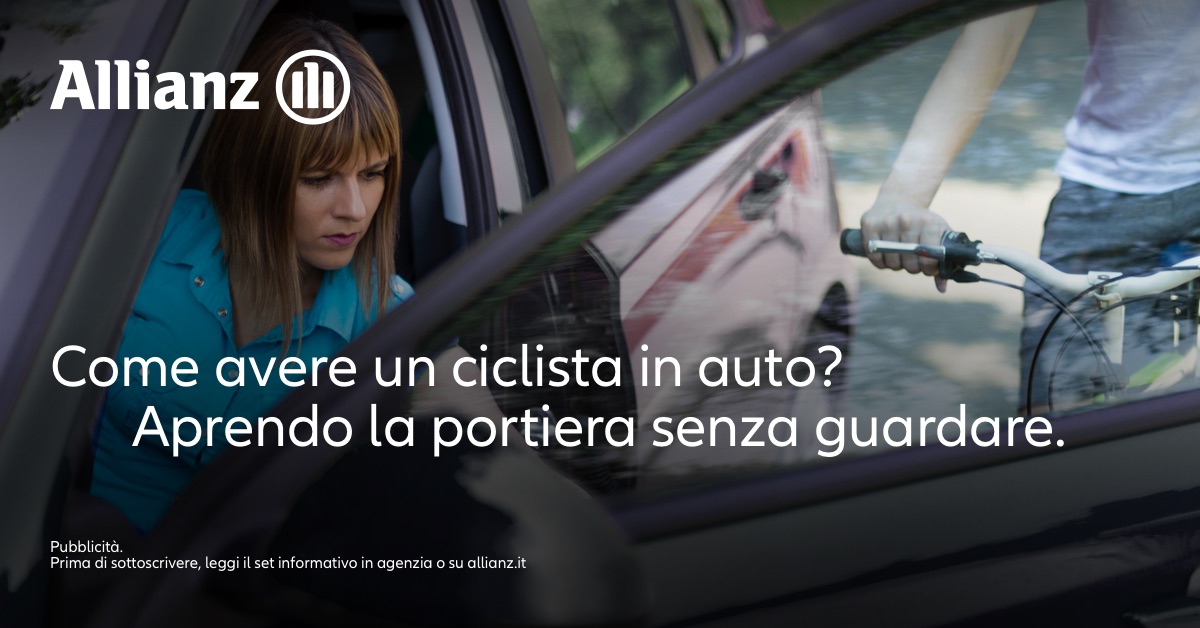 Allianz
Come avere un ciclista in auto?
Aprendo la portiera senza guardare.
Pubblicità.
Prima di sottoscrivere, leggi il set informativo in agenzia o su allianz.it